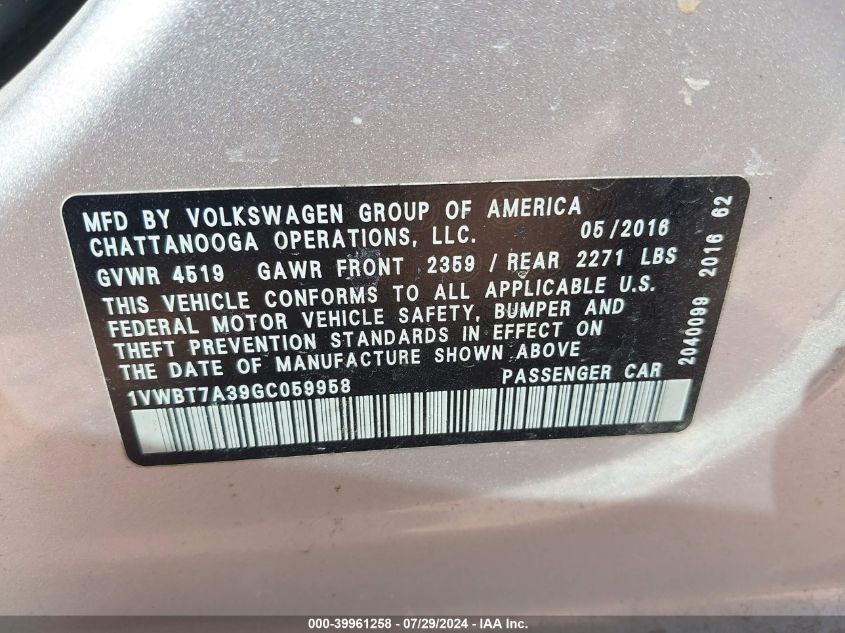 MFD BY VOLKSWAGEN GROUP OF AMERICA
CHATTANOOGA OPERATIONS, LLC. 05/2016
GVWR 4519 GAWR FRONT 2359 / REAR 2271 LBS
THIS VEHICLE CONFORMS TO ALL APPLICABLE U.S.
FEDERAL MOTOR VEHICLE SAFETY, BUMPER AND
THEFT PREVENTION STANDARDS IN EFFECT ON
THE DATE OF MANUFACTURE SHOWN ABOVE
1VWBT7A39GC059958 PASSENGER CAR
2040099 2016 62
000-39961258 - 07/29/2024 - IAA Inc.